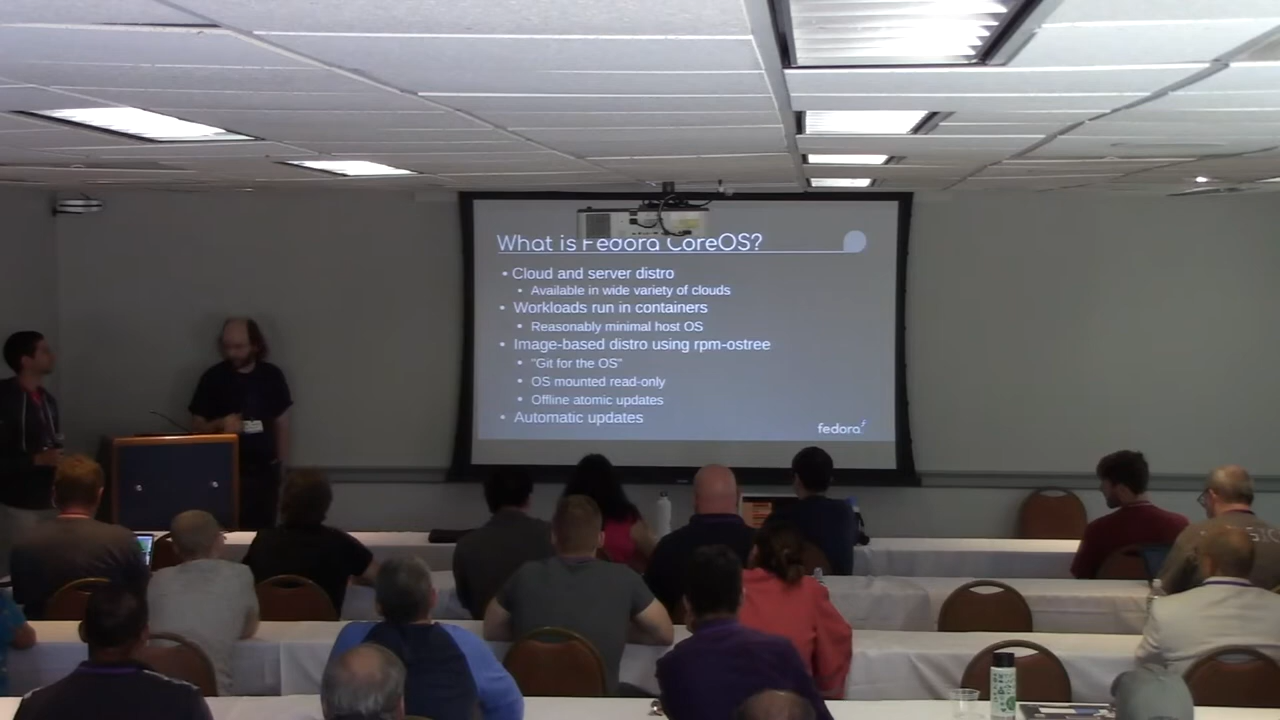 What is Fedora CoreOS?
• Cloud and server distro
• Available in wide variety of clouds
• Workloads run in containers
• Reasonably minimal host OS
• Image-based distro using rpm-ostree
• "Git for the OS"
• OS mounted read-only
• Offline atomic updates
• Automatic updates
fedora